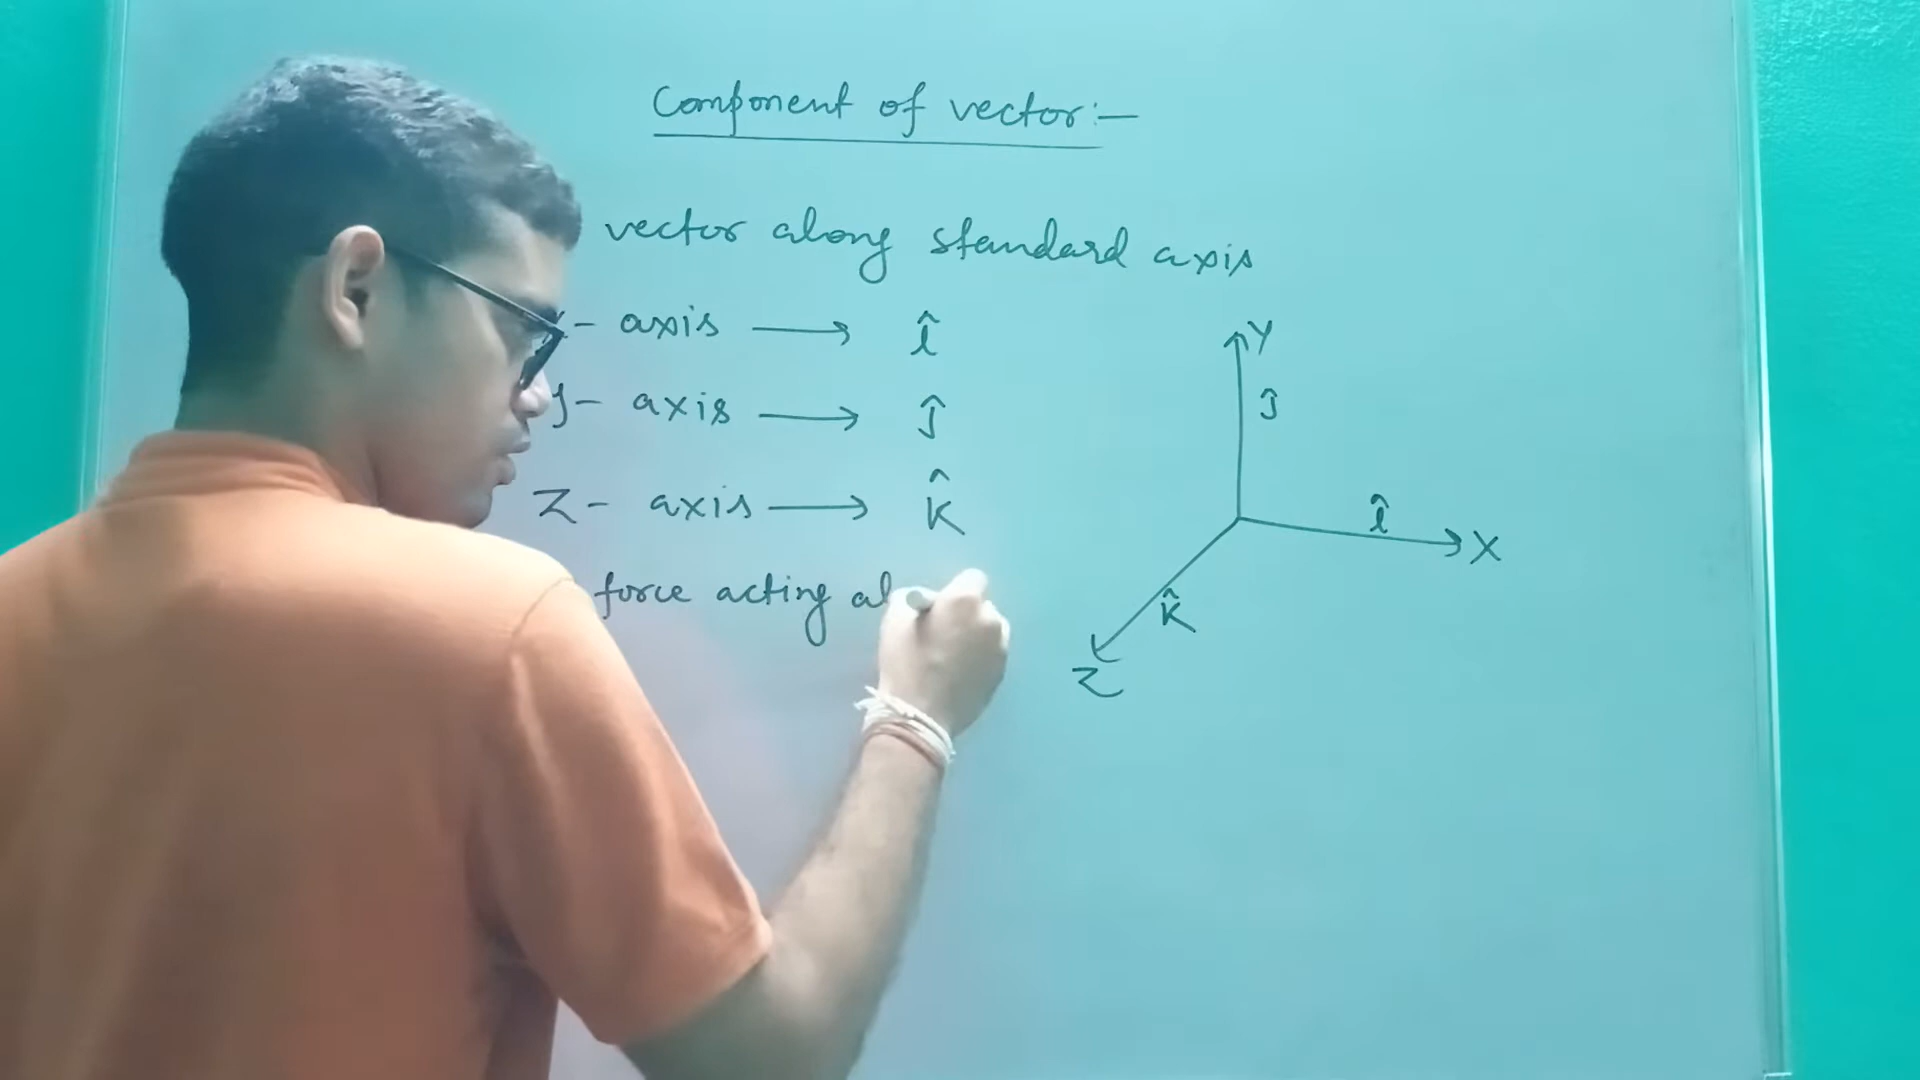 Component of vector:-
vector along standard axis
- axis → î
y- axis → ĵ
Z- axis → k̂
force acting al
Y
ĵ
î
X
k̂
Z